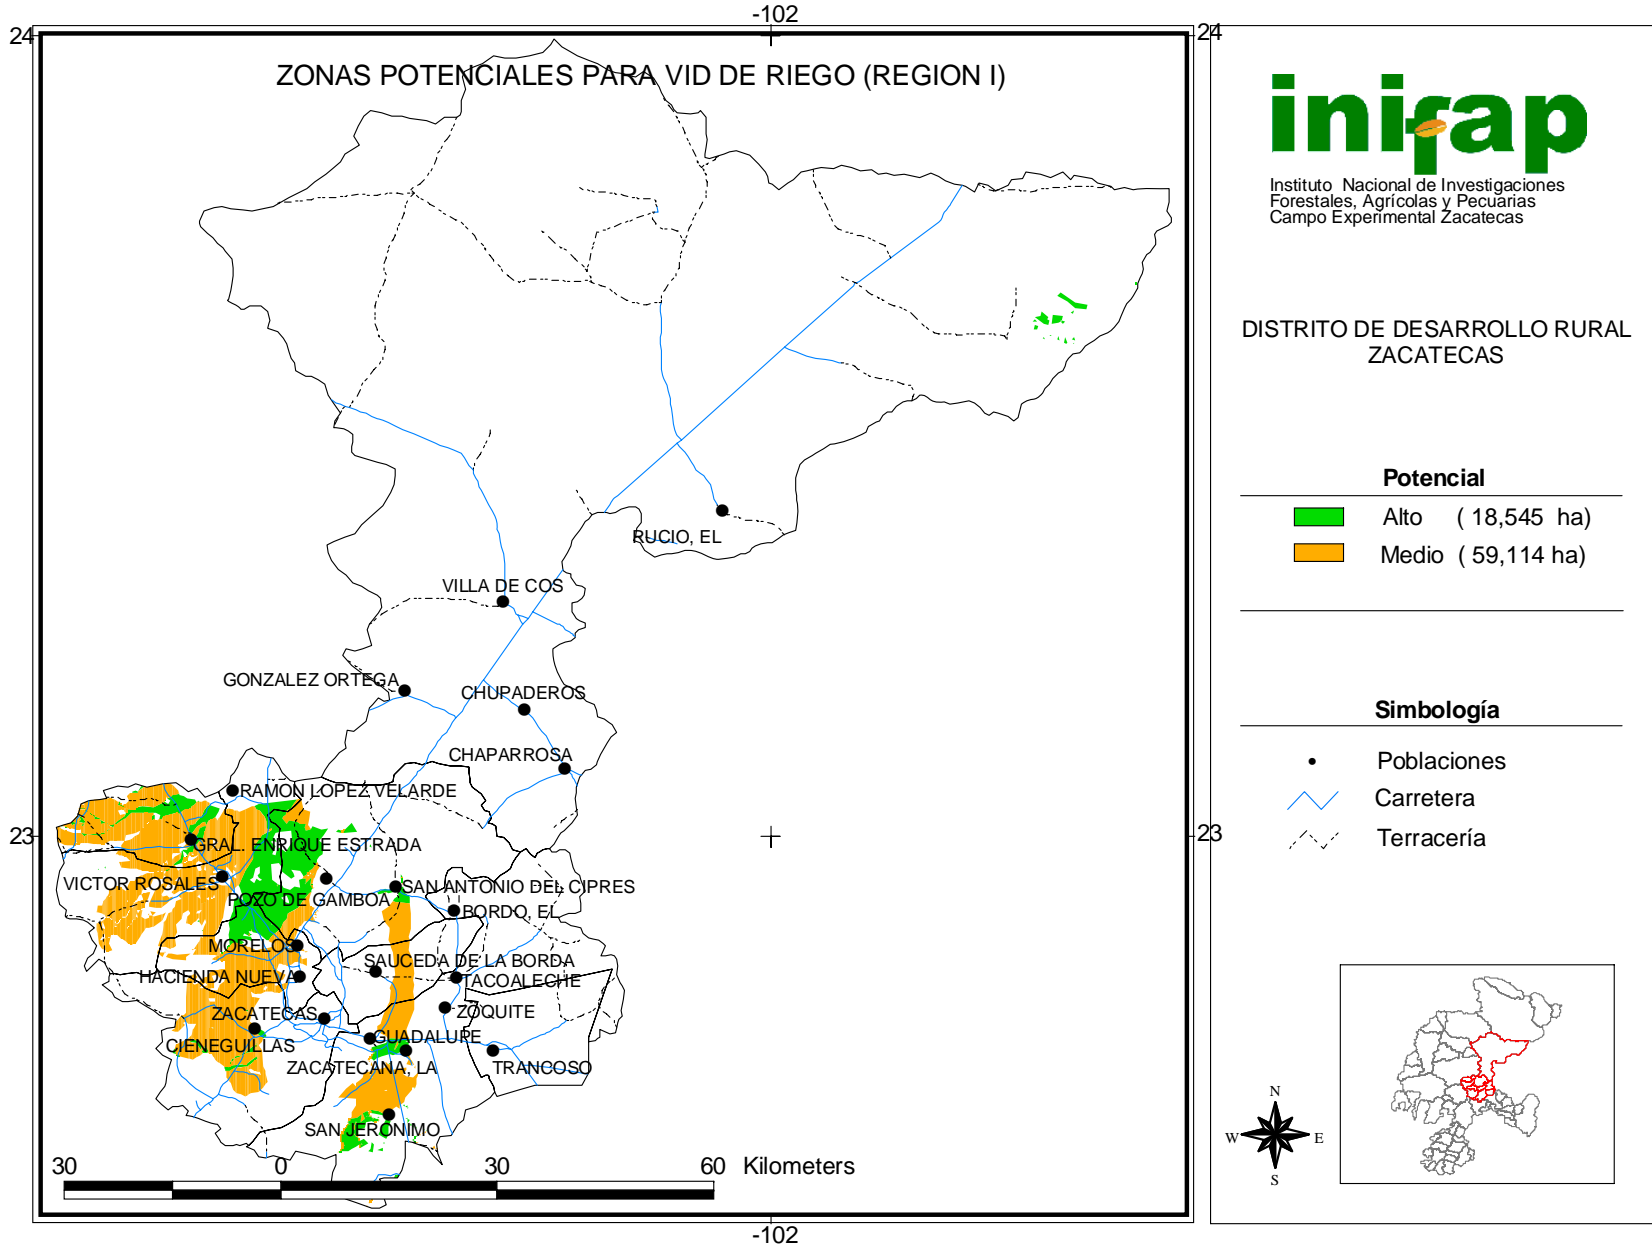 -102
24
24
ZONAS POTENCIALES PARA VID DE RIEGO (REGION I)
RUCIO, EL
VILLA DE COS
GONZALEZ ORTEGA
CHUPADEROS
CHAPARROSA
RAMON LOPEZ VELARDE
23
23
GRAL. ENRIQUE ESTRADA
VICTOR ROSALES
SAN ANTONIO DEL CIPRES
POZO DE GAMBOA
BORDO, EL
MORELOS
SAUCEDA DE LA BORDA
HACIENDA NUEVA
TACOALECHE
ZACATECAS
ZOQUITE
GUADALUPE
CIENEGUILLAS
ZACATECANA, LA
TRANCOSO
SAN JERONIMO
30 0 30 60 Kilometers
-102
inifap
Instituto Nacional de Investigaciones
Forestales, Agrícolas y Pecuarias
Campo Experimental Zacatecas
DISTRITO DE DESARROLLO RURAL
ZACATECAS
Potencial
Alto ( 18,545 ha)
Medio ( 59,114 ha)
Simbología
Poblaciones
Carretera
Terracería
N
W E
S